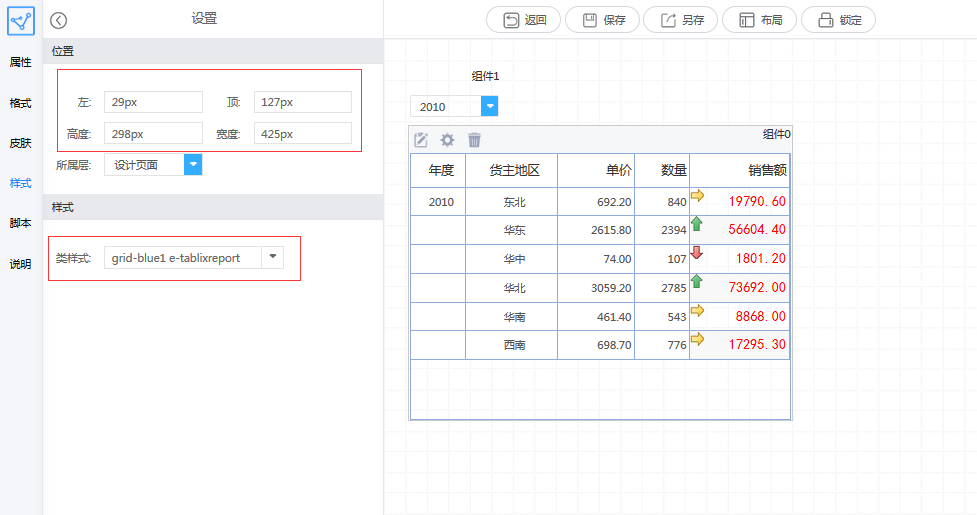 设置
返回
保存
另存
布局
锁定
属性
格式
皮肤
样式
脚本
说明
位置
左: 29px 顶: 127px
高度: 298px 宽度: 425px
所属层: 设计页面
样式
类样式: grid-blue1 e-tablixreport
组件1
2010
组件0
年度 货主地区 单价 数量 销售额
2010 东北 692.20 840 19790.60
华东 2615.80 2394 56604.40
华中 74.00 107 1801.20
华北 3059.20 2785 73692.00
华南 461.40 543 8868.00
西南 698.70 776 17295.30